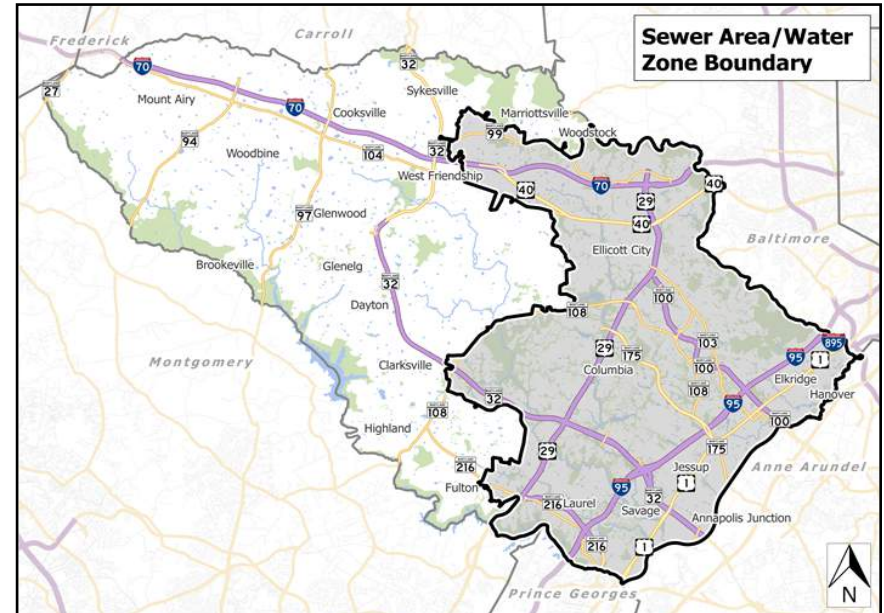 Sewer Area/Water
Zone Boundary
Frederick
Carroll
32
70
27
Mount Airy
Sykesville
70
Cooksville
Marriottsville
99
Woodstock
94
Woodbine
104
32
West Friendship
40
70
40
29
97
Glenwood
40
Ellicott City
Baltimore
Brookeville
Glenelg
32
100
Dayton
108
103
895
29
175
95
1
Montgomery
Clarksville
Columbia
100
Elkridge
32
108
95
Hanover
108
100
Highland
29
175
216
Jessup
Anne Arundel
Fulton
95
32
1
216
Laurel
Savage
Annapolis Junction
216
1
Prince Georges
N